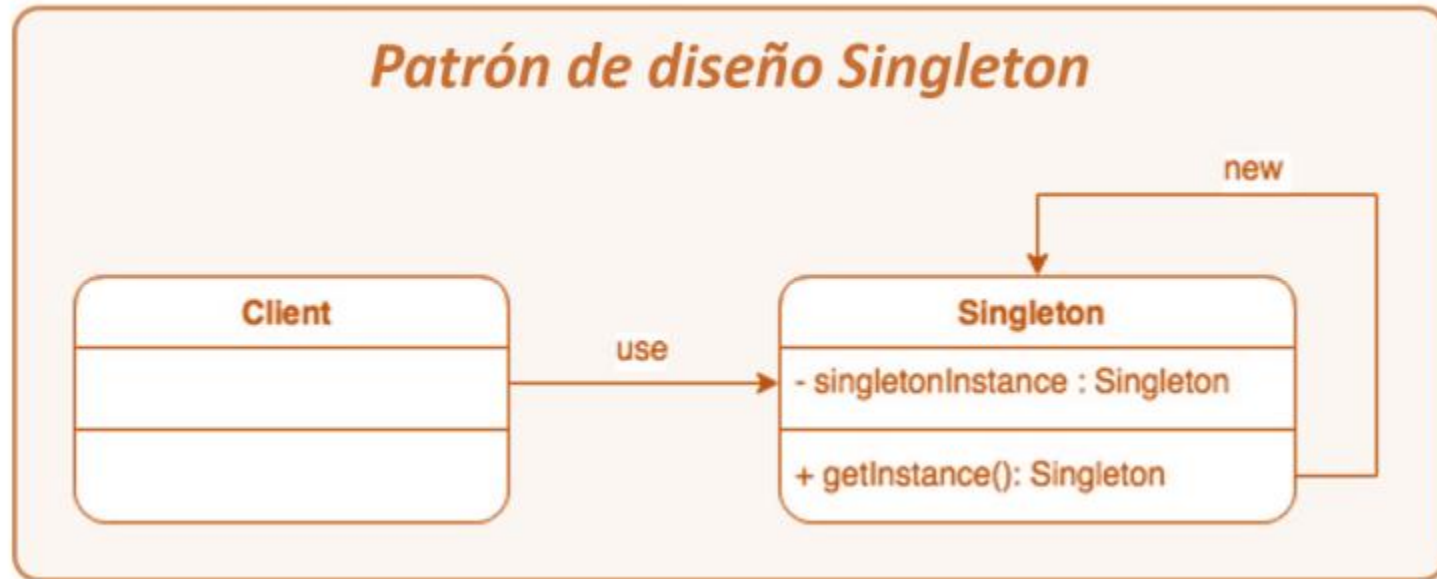 Patrón de diseño Singleton
new
Client
use
Singleton
- singletonInstance : Singleton
+ getInstance(): Singleton